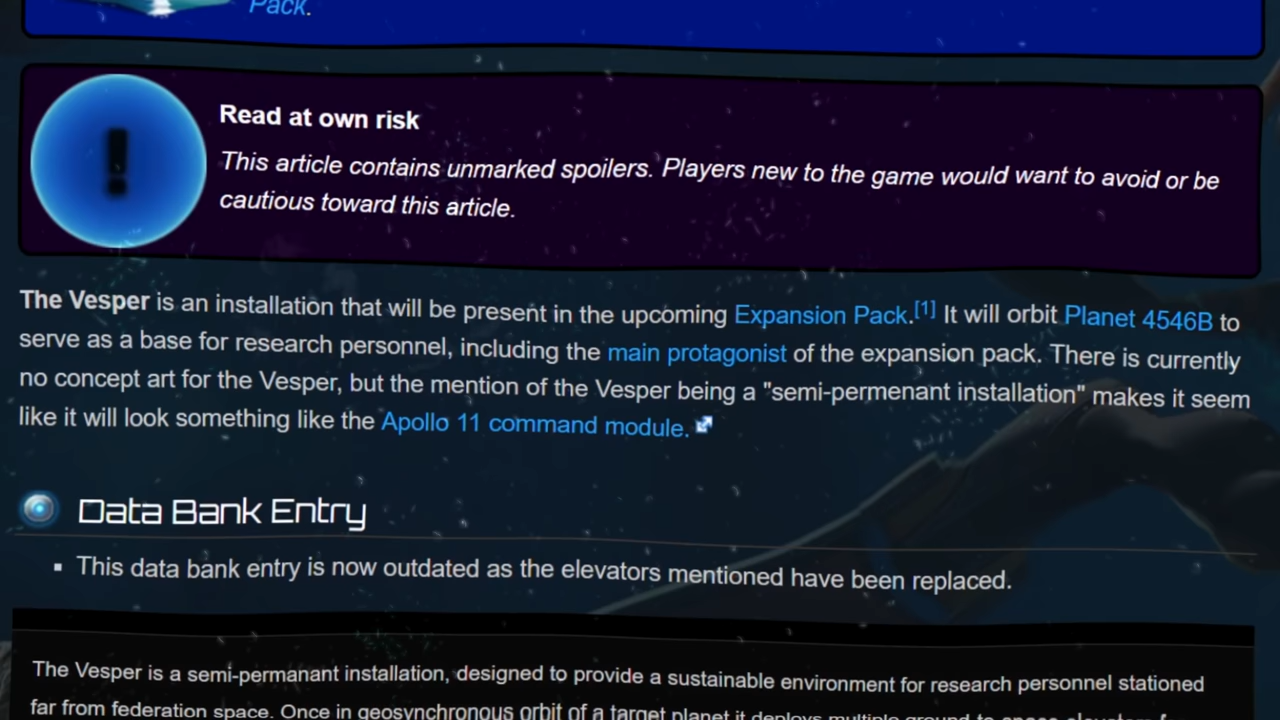 Pack.
Read at own risk
This article contains unmarked spoilers. Players new to the game would want to avoid or be
cautious toward this article.
The Vesper is an installation that will be present in the upcoming Expansion Pack.[1] It will orbit Planet 4546B to
serve as a base for research personnel, including the main protagonist of the expansion pack. There is currently
no concept art for the Vesper, but the mention of the Vesper being a "semi-permenant installation" makes it seem
like it will look something like the Apollo 11 command module.
Data Bank Entry
▪ This data bank entry is now outdated as the elevators mentioned have been replaced.
The Vesper is a semi-permanant installation, designed to provide a sustainable environment for research personnel stationed
far from federation space. Once in geosynchronous orbit of a target planet it deploys multiple ground-to-space elevators f